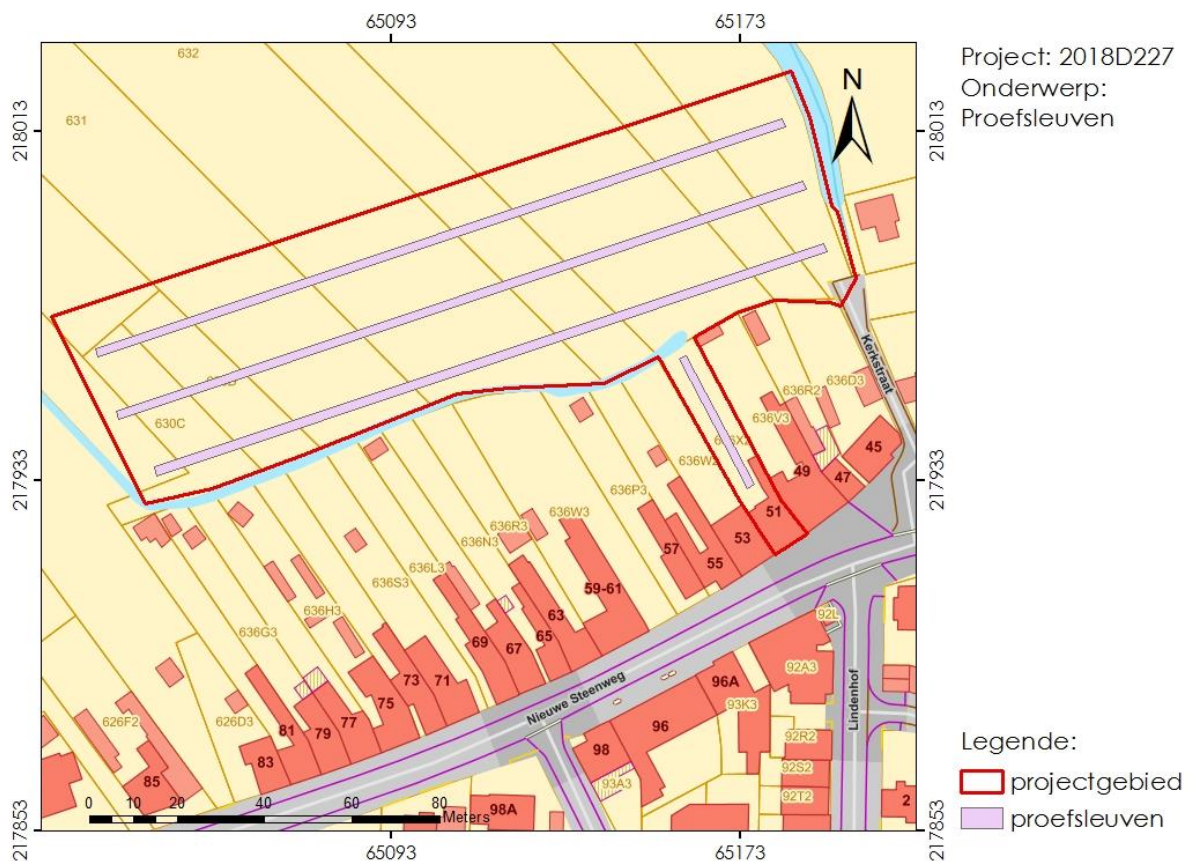 65093
65173
Project: 2018D227
Onderwerp:
Proefsleuven
N
632
631
218013
218013
Kerkstraat
630C
636D3
636R2
636V3
217933
217933
45
49
47
636W2
636P3
51
53
636W3
636R3
57
55
636N3
636L3
59-61
636S3
636H3
63
636G3
69
65
67
92L
73
71
92A3
96A
Lindenhof
626D3
75
Nieuwe Steenweg
93K3
626F2
81
77
79
96
92R2
98
83
85
92S2
93A3
Legende:
projectgebied
92T2
2
0 10 20 40 60 80
Meters
98A
proefsleuven
217853
217853
65093
65173